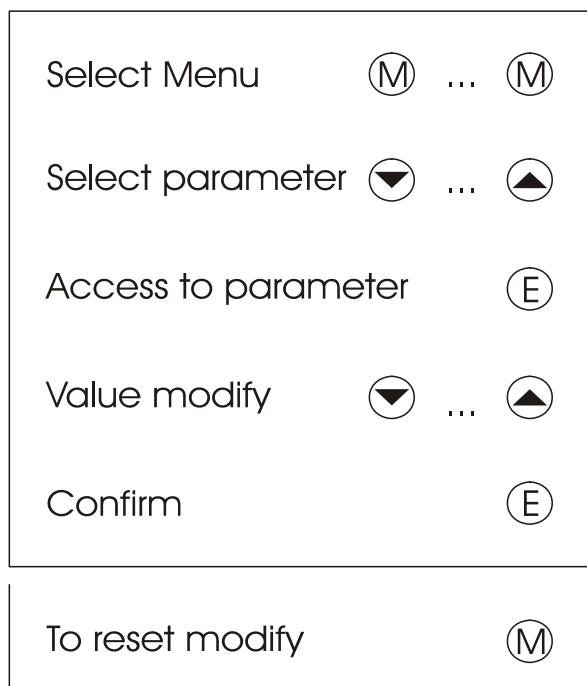 Select Menu M ... M
Select parameter ▼ ... ▲
Access to parameter E
Value modify ▼ ... ▲
Confirm E
To reset modify M